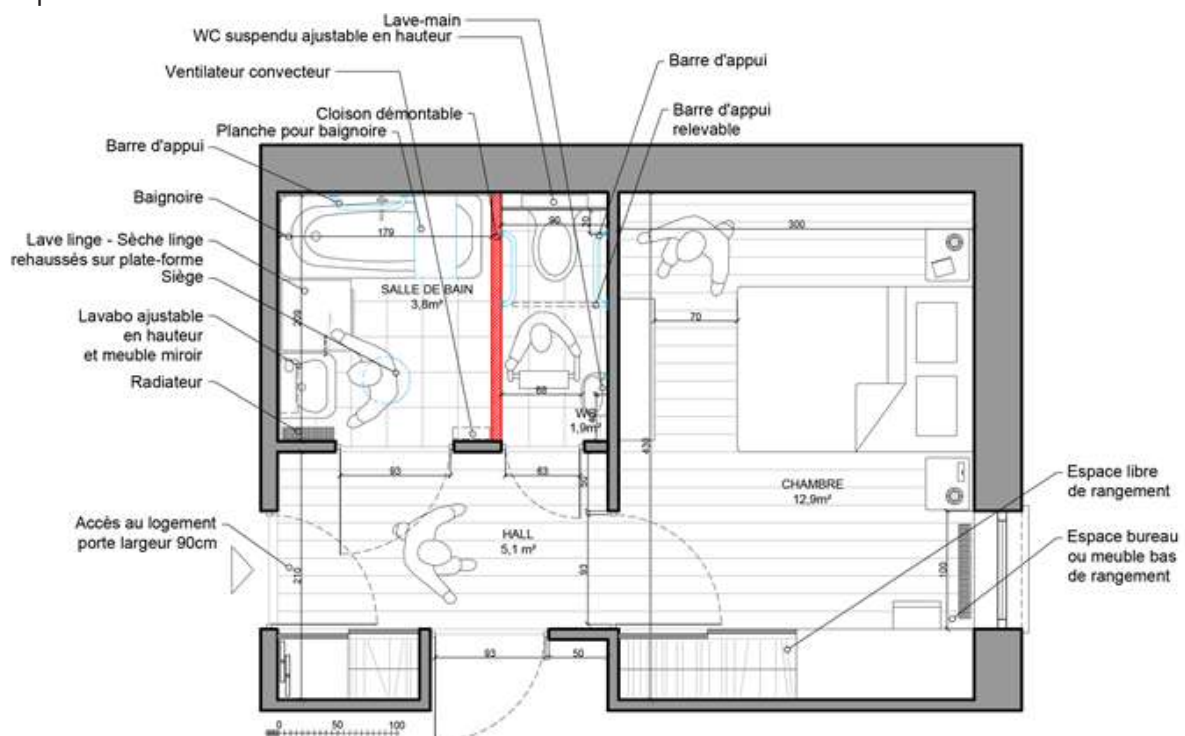 Lave-main
WC suspendu ajustable en hauteur
Ventilateur convecteur
Cloison démontable
Planche pour baignoire
Barre d'appui
Barre d'appui
relevable
Barre d'appui
Baignoire
Lave linge - Sèche linge
rehaussés sur plate-forme
Siège
Lavabo ajustable
en hauteur
et meuble miroir
Radiateur
Accès au logement
porte largeur 90cm
179
SALLE DE BAIN
3,8m²
209
90
20
68
WC
1,9m²
300
70
430
CHAMBRE
12,9m²
93
63
50
HALL
5,1 m²
93
210
100
93
50
Espace libre
de rangement
Espace bureau
ou meuble bas
de rangement
0
50
100